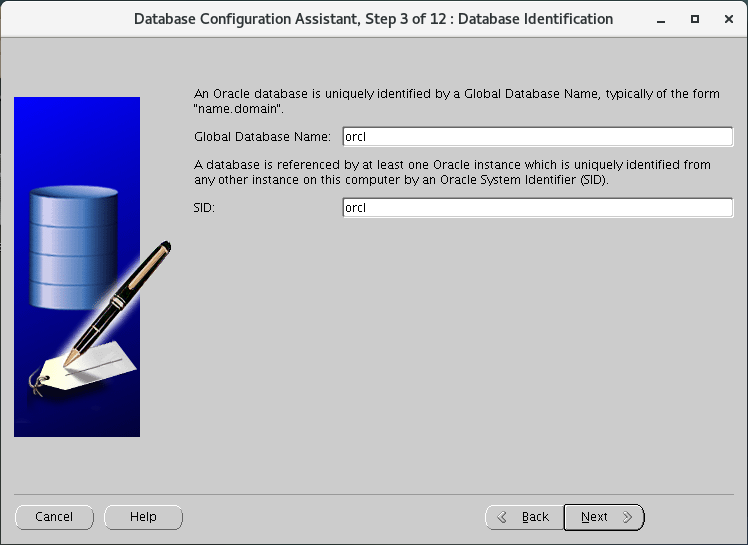 Database Configuration Assistant, Step 3 of 12 : Database Identification
An Oracle database is uniquely identified by a Global Database Name, typically of the form
"name.domain".
Global Database Name: orcl
A database is referenced by at least one Oracle instance which is uniquely identified from
any other instance on this computer by an Oracle System Identifier (SID).
SID: orcl
Cancel Help Back Next